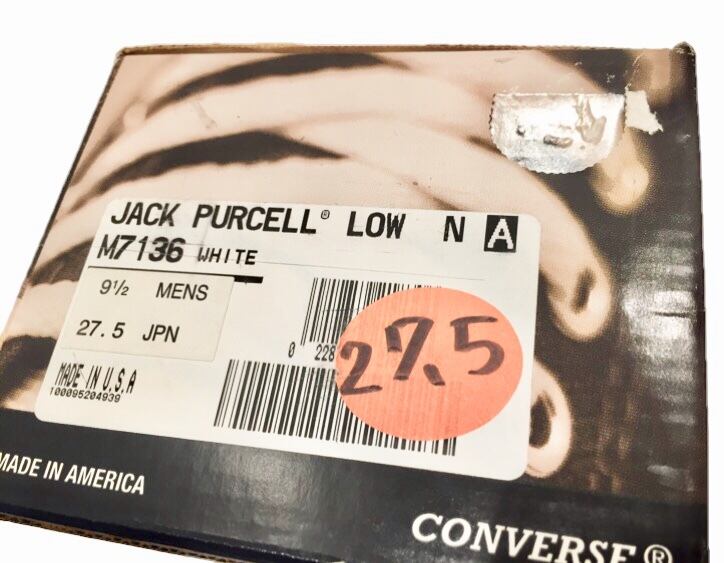 JACK PURCELL® LOW N A
M7136 WHITE
9½ MENS
27.5 JPN
0 228
27.5
MADE IN U.S.A
100095204939
MADE IN AMERICA
CONVERSE®